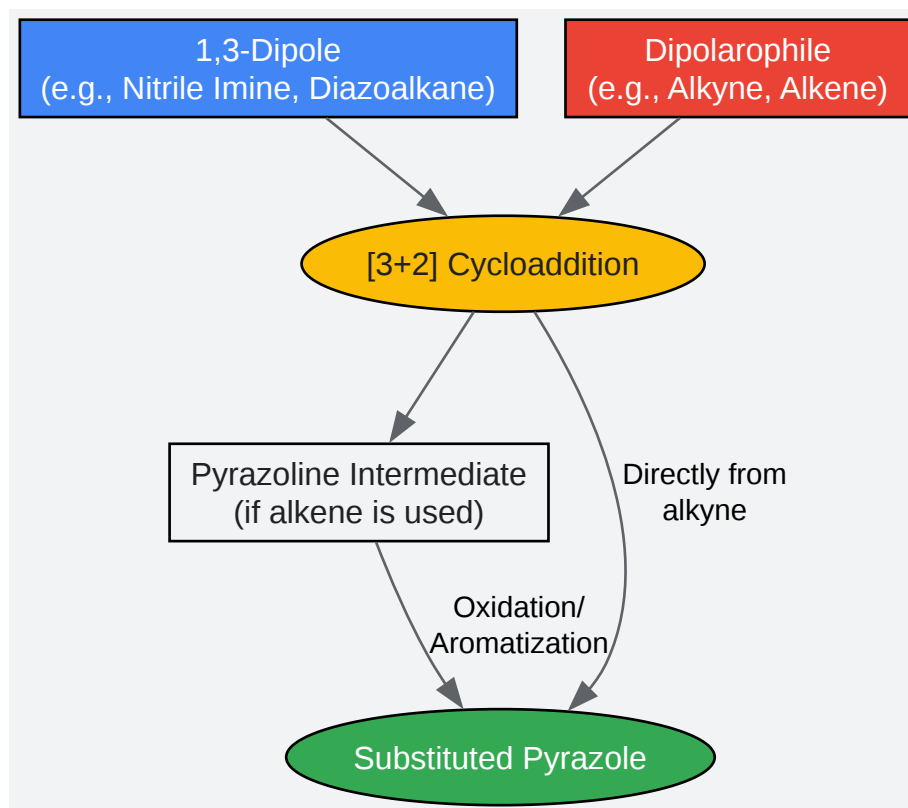 1,3-Dipole
(e.g., Nitrile Imine, Diazoalkane)
Dipolarophile
(e.g., Alkyne, Alkene)
[3+2] Cycloaddition
Pyrazoline Intermediate
(if alkene is used)
Directly from
alkyne
Oxidation/
Aromatization
Substituted Pyrazole